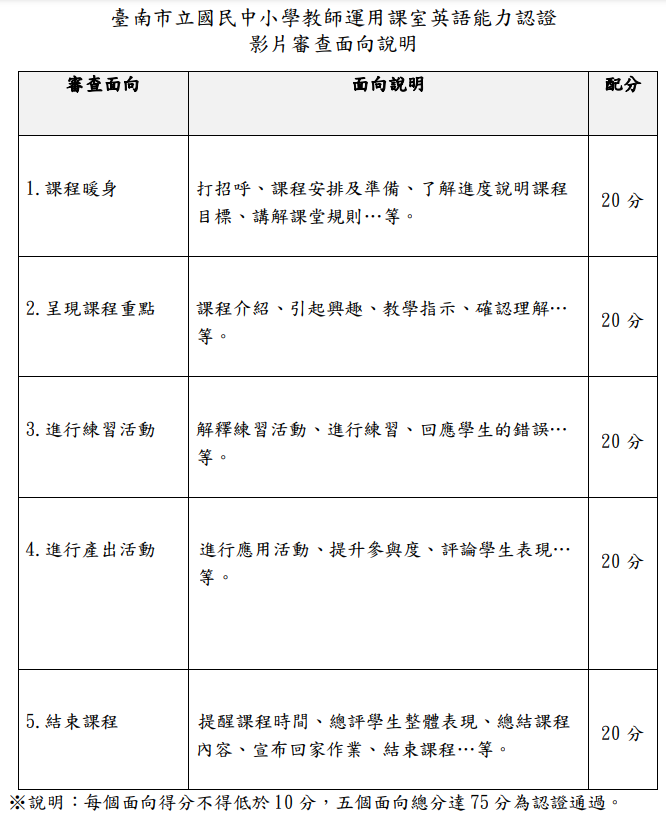 臺南市立國民中小學教師運用課室英語能力認證
影片審查面向說明
審查面向
面向說明
配分
1.課程暖身
打招呼、課程安排及準備、了解進度說明課程
目標、講解課堂規則…等。
20 分
2.呈現課程重點
課程介紹、引起興趣、教學指示、確認理解…
等。
20 分
3.進行練習活動
解釋練習活動、進行練習、回應學生的錯誤…
等。
20 分
4.進行產出活動
進行應用活動、提升參與度、評論學生表現…
等。
20 分
5.結束課程
提醒課程時間、總評學生整體表現、總結課程
內容、宣布回家作業、結束課程…等。
20 分
※說明：每個面向得分不得低於10分，五個面向總分達75分為認證通過。